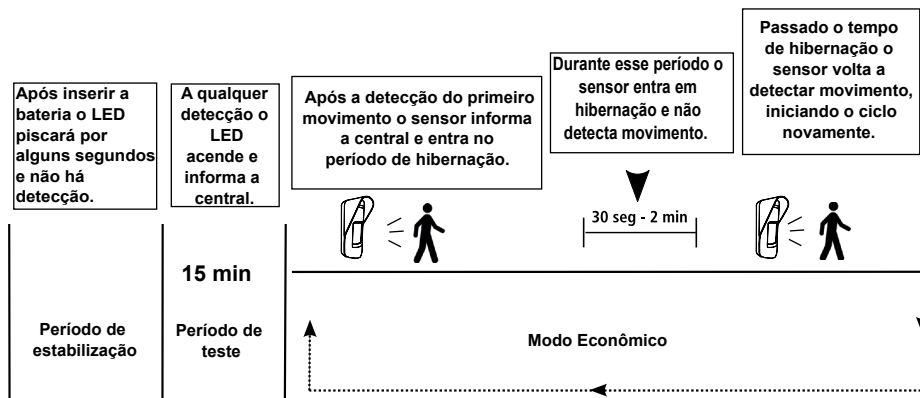 Após inserir a
bateria o LED
piscará por
alguns segundos
e não há
detecção.
A qualquer
detecção o
LED
acende e
informa a
central.
Após a detecção do primeiro
movimento o sensor informa
a central e entra no
período de hibernação.
Durante esse período o
sensor entra em
hibernação e não
detecta movimento.
Passado o tempo
de hibernação o
sensor volta a
detectar movimento,
iniciando o ciclo
novamente.
30 seg - 2 min
15 min
Período de
estabilização
Período de
teste
Modo Econômico